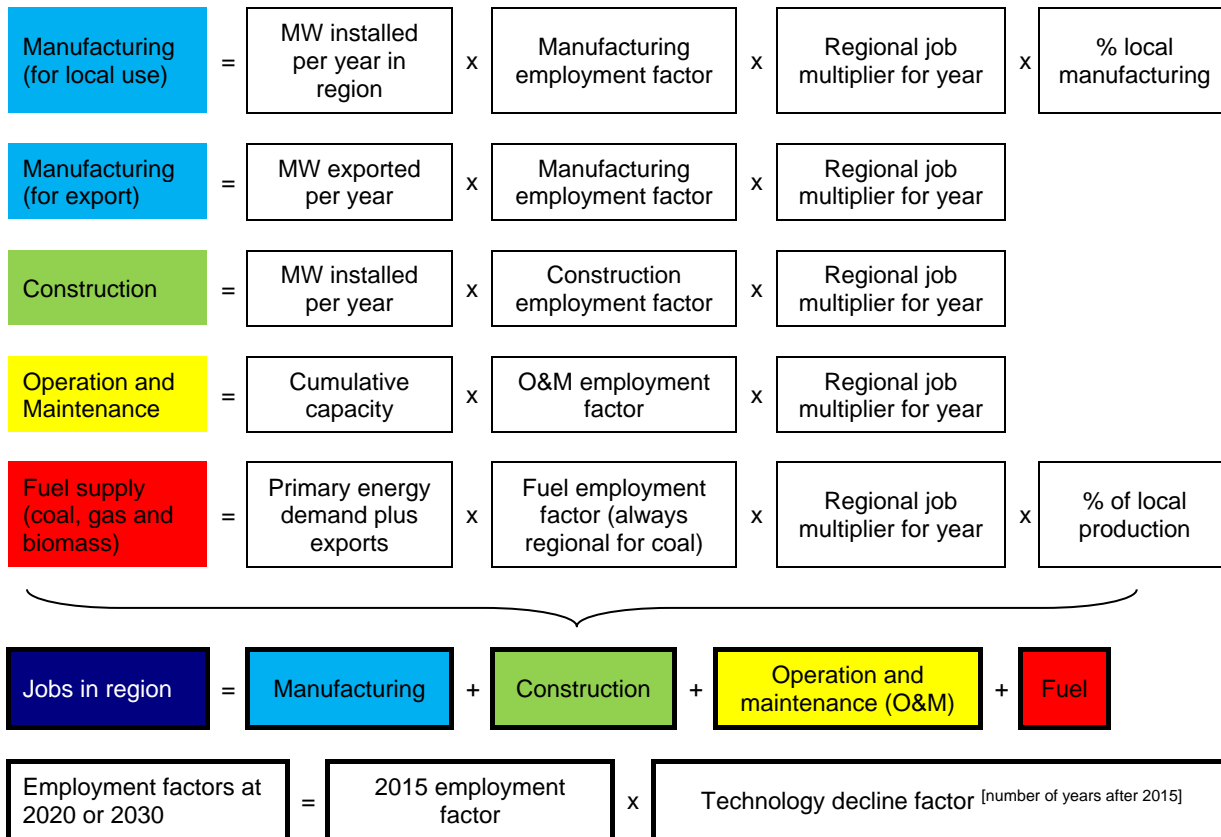 Manufacturing
(for local use)
=
MW installed
per year in
region
x
Manufacturing
employment factor
x
Regional job
multiplier for year
x
% local
manufacturing
Manufacturing
(for export)
=
MW exported
per year
x
Manufacturing
employment factor
x
Regional job
multiplier for year
Construction
=
MW installed
per year
x
Construction
employment factor
x
Regional job
multiplier for year
Operation and
Maintenance
=
Cumulative
capacity
x
O&M employment
factor
x
Regional job
multiplier for year
Fuel supply
(coal, gas and
biomass)
=
Primary energy
demand plus
exports
x
Fuel employment
factor (always
regional for coal)
x
Regional job
multiplier for year
x
% of local
production
Jobs in region
=
Manufacturing
+
Construction
+
Operation and
maintenance (O&M)
+
Fuel
Employment factors at
2020 or 2030
=
2015 employment
factor
x
Technology decline factor [number of years after 2015]